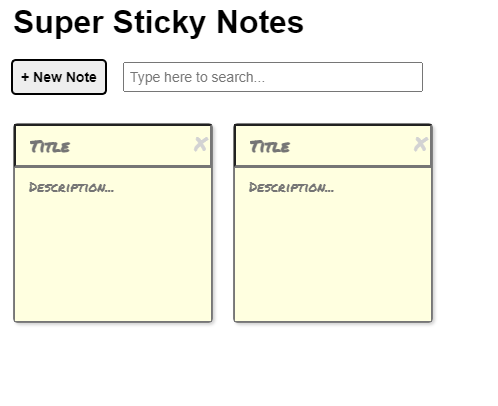 Super Sticky Notes
+ New Note
Type here to search...
Title
x
Title
x
Description...
Description...